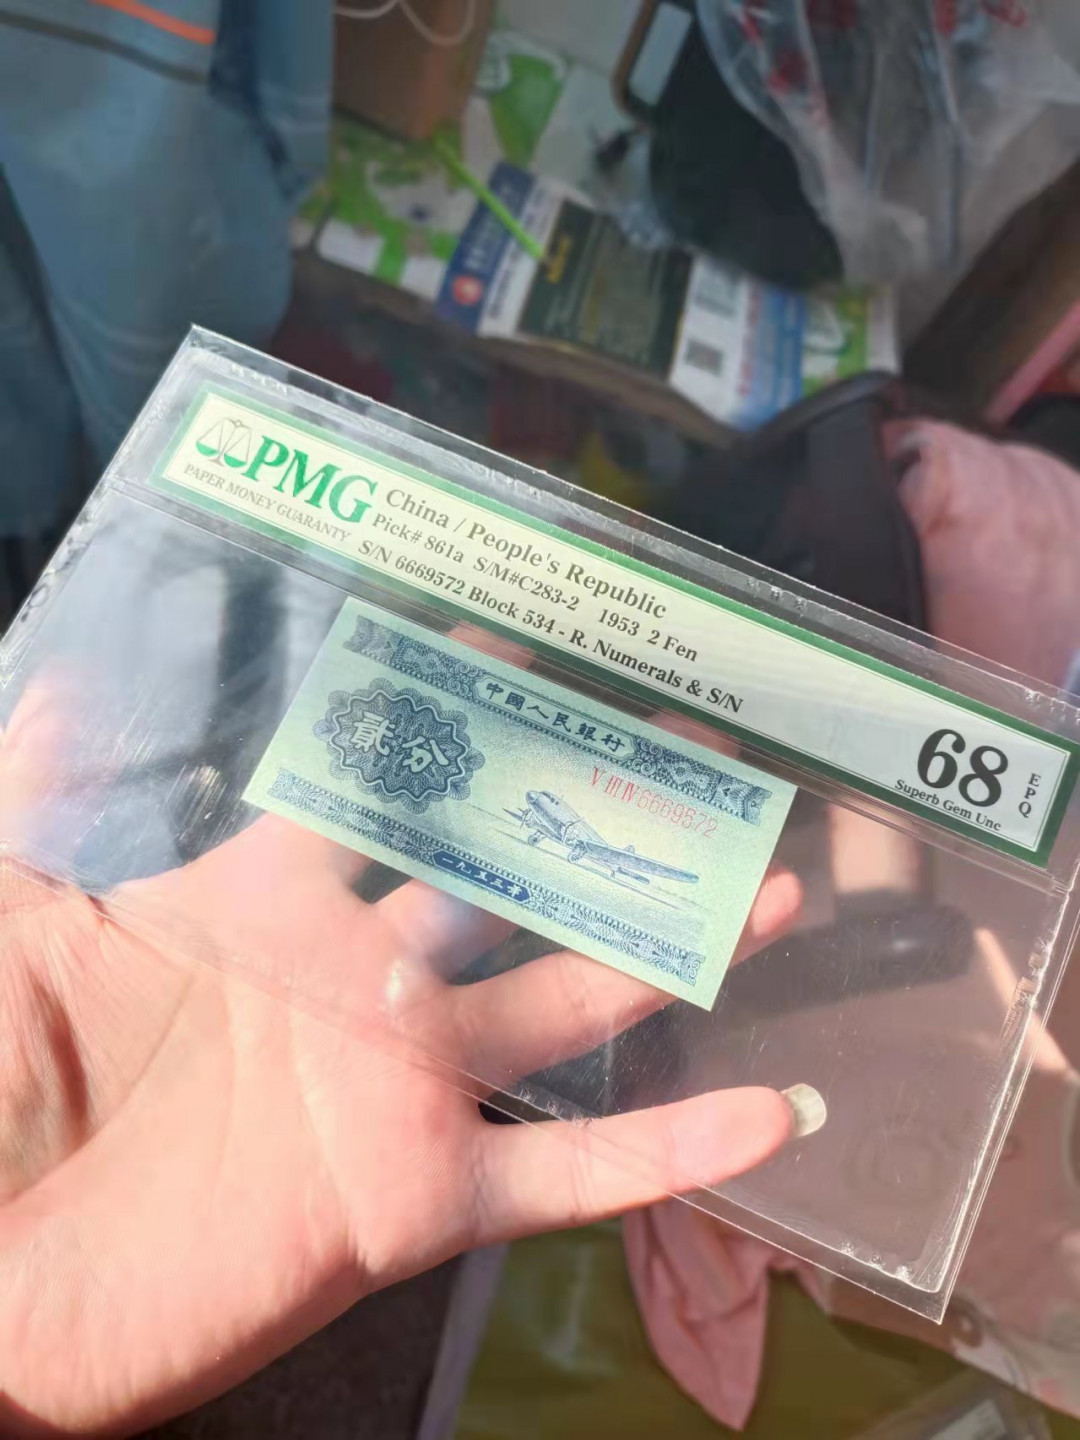 PMG
PAPER MONEY GUARANTY
China / People's Republic
Pick# 861a S/M#C283-2 1953 2 Fen
S/N 6669572 Block 534 - R. Numerals & S/N
68
EPQ
Superb Gem Unc
中國人民銀行
貳分
V III IV 6669572
一九五三年